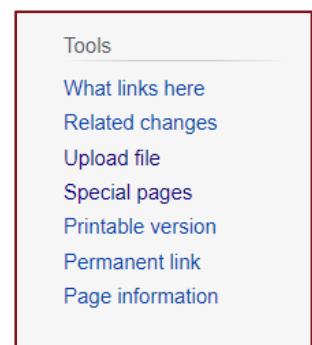 Tools
What links here
Related changes
Upload file
Special pages
Printable version
Permanent link
Page information